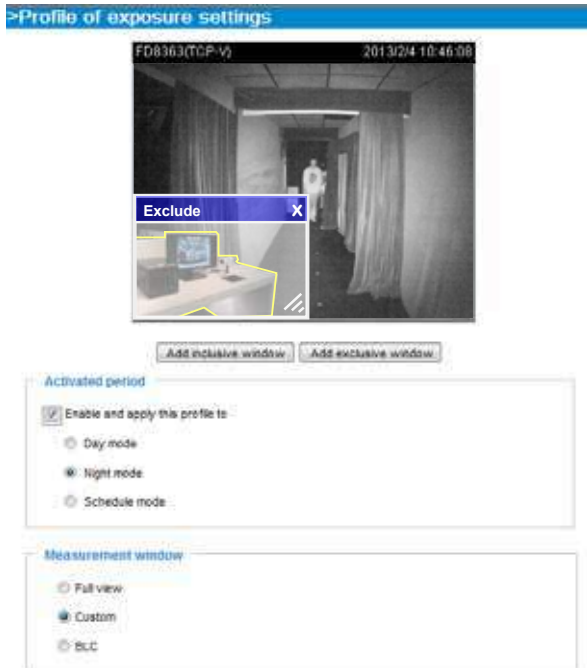 >Profile of exposure settings
FD8363(TCP-V) 2013/2/4 10:46:08
Exclude X
Add inclusive window Add exclusive window
Activated period
Enable and apply this profile to
Day mode
Night mode
Schedule mode
Measurement window
Full view
Custom
BLC